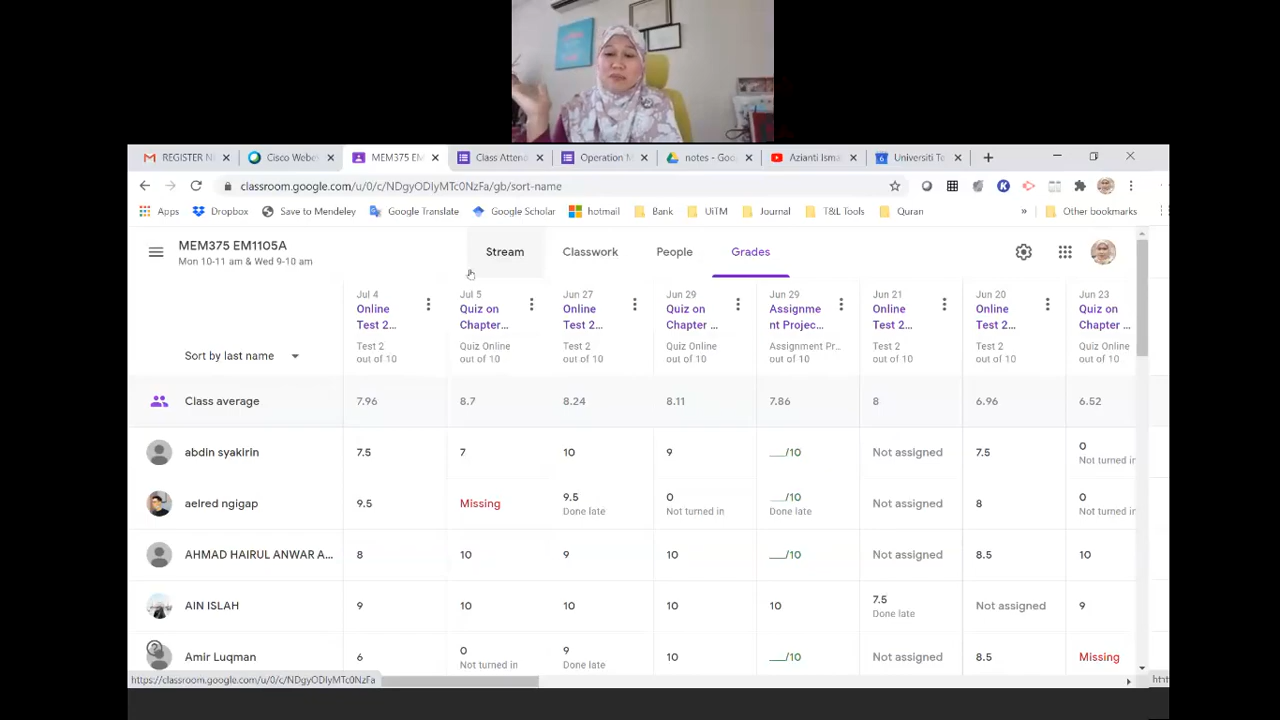 REGISTER N
Cisco Webe
MEM375 EM
Class Attend
Operation M
notes - Goo
Azianti Isma
Universiti Te
classroom.google.com/u/0/c/NDgyODIyMTc0NzFa/gb/sort-name
Apps
Dropbox
Save to Mendeley
Google Translate
Google Scholar
hotmail
Bank
UiTM
Journal
T&L Tools
Quran
»
Other bookmarks
MEM375 EM1105A
Mon 10-11 am & Wed 9-10 am
Stream
Classwork
People
Grades
Sort by last name
Jul 4
Online
Test 2...
Test 2
out of 10
Jul 5
Quiz on
Chapter...
Quiz Online
out of 10
Jun 27
Online
Test 2...
Test 2
out of 10
Jun 29
Quiz on
Chapter ...
Quiz Online
out of 10
Jun 29
Assignme
nt Projec...
Assignment Pr...
out of 10
Jun 21
Online
Test 2...
Test 2
out of 10
Jun 20
Online
Test 2...
Test 2
out of 10
Jun 23
Quiz on
Chapter ...
Quiz Online
out of 10
Class average 7.96 8.7 8.24 8.11 7.86 8 6.96 6.52
abdin syakirin 7.5 7 10 9 __/10 Not assigned 7.5 0
Not turned in
aelred ngigap 9.5 Missing 9.5 0 __/10 Not assigned 8 0
Done late Not turned in Done late Not turned in
AHMAD HAIRUL ANWAR A... 8 10 9 10 __/10 Not assigned 8.5 10
AIN ISLAH 9 10 10 10 10 7.5 Not assigned 9
Done late
Amir Luqman 6 0 9 10 __/10 Not assigned 8.5 Missing
Not turned in Done late
https://classroom.google.com/u/0/c/NDgyODIyMTc0NzFa